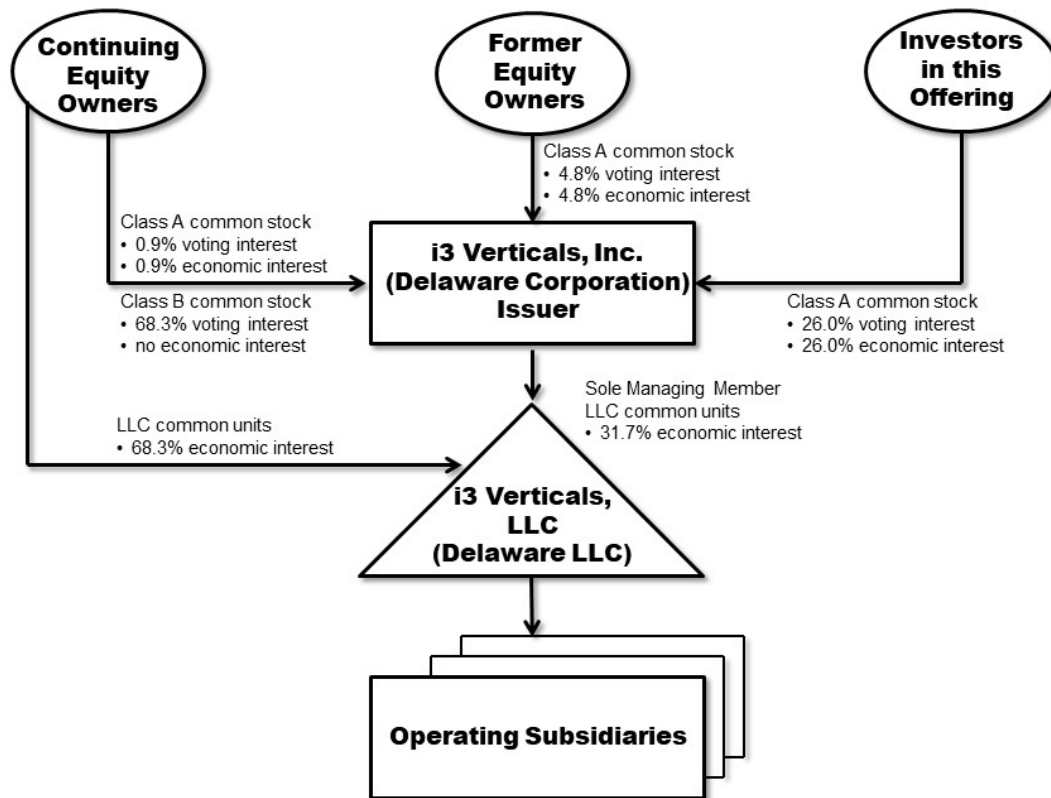 Continuing
Equity
Owners
Former
Equity
Owners
Investors
in this
Offering
Class A common stock
• 4.8% voting interest
• 4.8% economic interest
Class A common stock
• 0.9% voting interest
• 0.9% economic interest
Class B common stock
• 68.3% voting interest
• no economic interest
i3 Verticals, Inc.
(Delaware Corporation)
Issuer
Class A common stock
• 26.0% voting interest
• 26.0% economic interest
Sole Managing Member
LLC common units
• 31.7% economic interest
LLC common units
• 68.3% economic interest
i3 Verticals,
LLC
(Delaware LLC)
Operating Subsidiaries